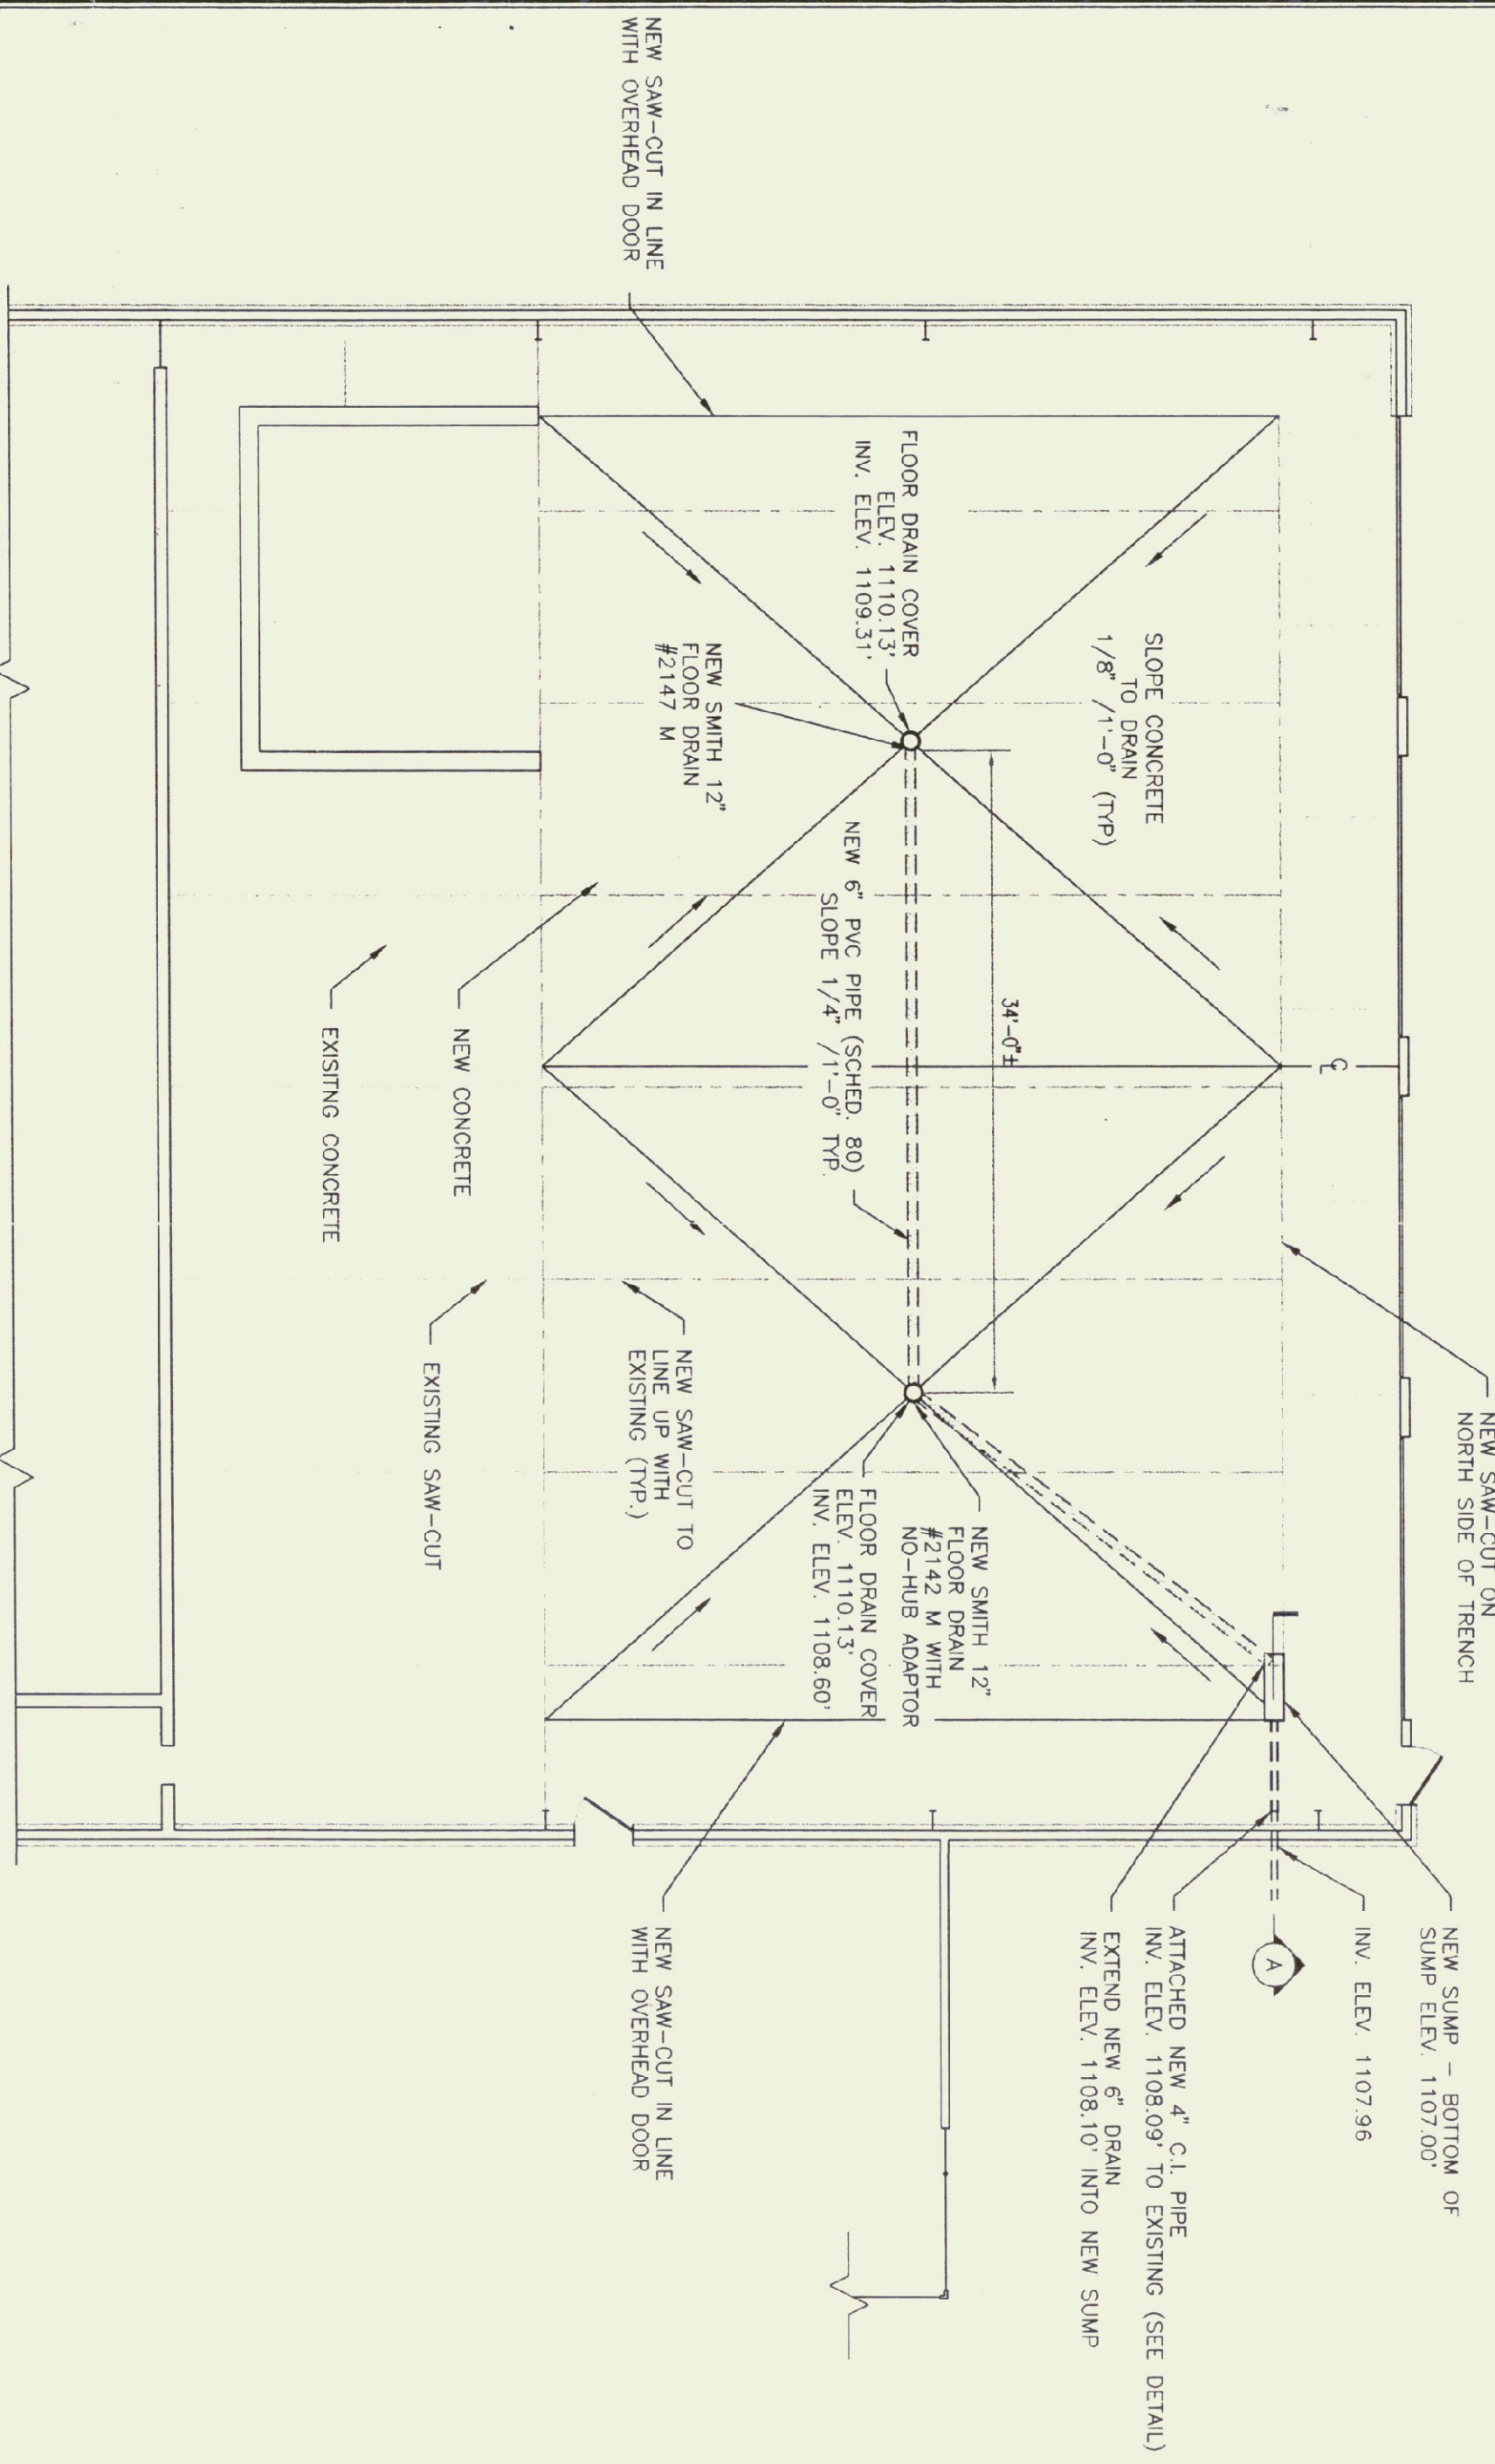 NEW SAW-CUT IN LINE
WITH OVERHEAD DOOR
FLOOR DRAIN COVER
ELEV. 1110.13'
INV. ELEV. 1109.31'
SLOPE CONCRETE
TO DRAIN
1/8" /1'-0" (TYP)
NEW SMITH 12"
FLOOR DRAIN
#2147 M
NEW 6" PVC PIPE (SCHED. 80)
SLOPE 1/4" /1'-0" TYP.
34'-0"±
CL
NEW CONCRETE
EXISITNG CONCRETE
NEW SAW-CUT ON
NORTH SIDE OF TRENCH
NEW SAW-CUT TO
LINE UP WITH
EXISTING (TYP.)
EXISTING SAW-CUT
NEW SMITH 12"
FLOOR DRAIN
#2142 M WITH
NO-HUB ADAPTOR
FLOOR DRAIN COVER
ELEV. 1110.13'
INV. ELEV. 1108.60'
NEW SUMP - BOTTOM OF
SUMP ELEV. 1107.00'
INV. ELEV. 1107.96
A
ATTACHED NEW 4" C.I. PIPE
INV. ELEV. 1108.09' TO EXISTING (SEE DETAIL)
EXTEND NEW 6" DRAIN
INV. ELEV. 1108.10' INTO NEW SUMP
NEW SAW-CUT IN LINE
WITH OVERHEAD DOOR